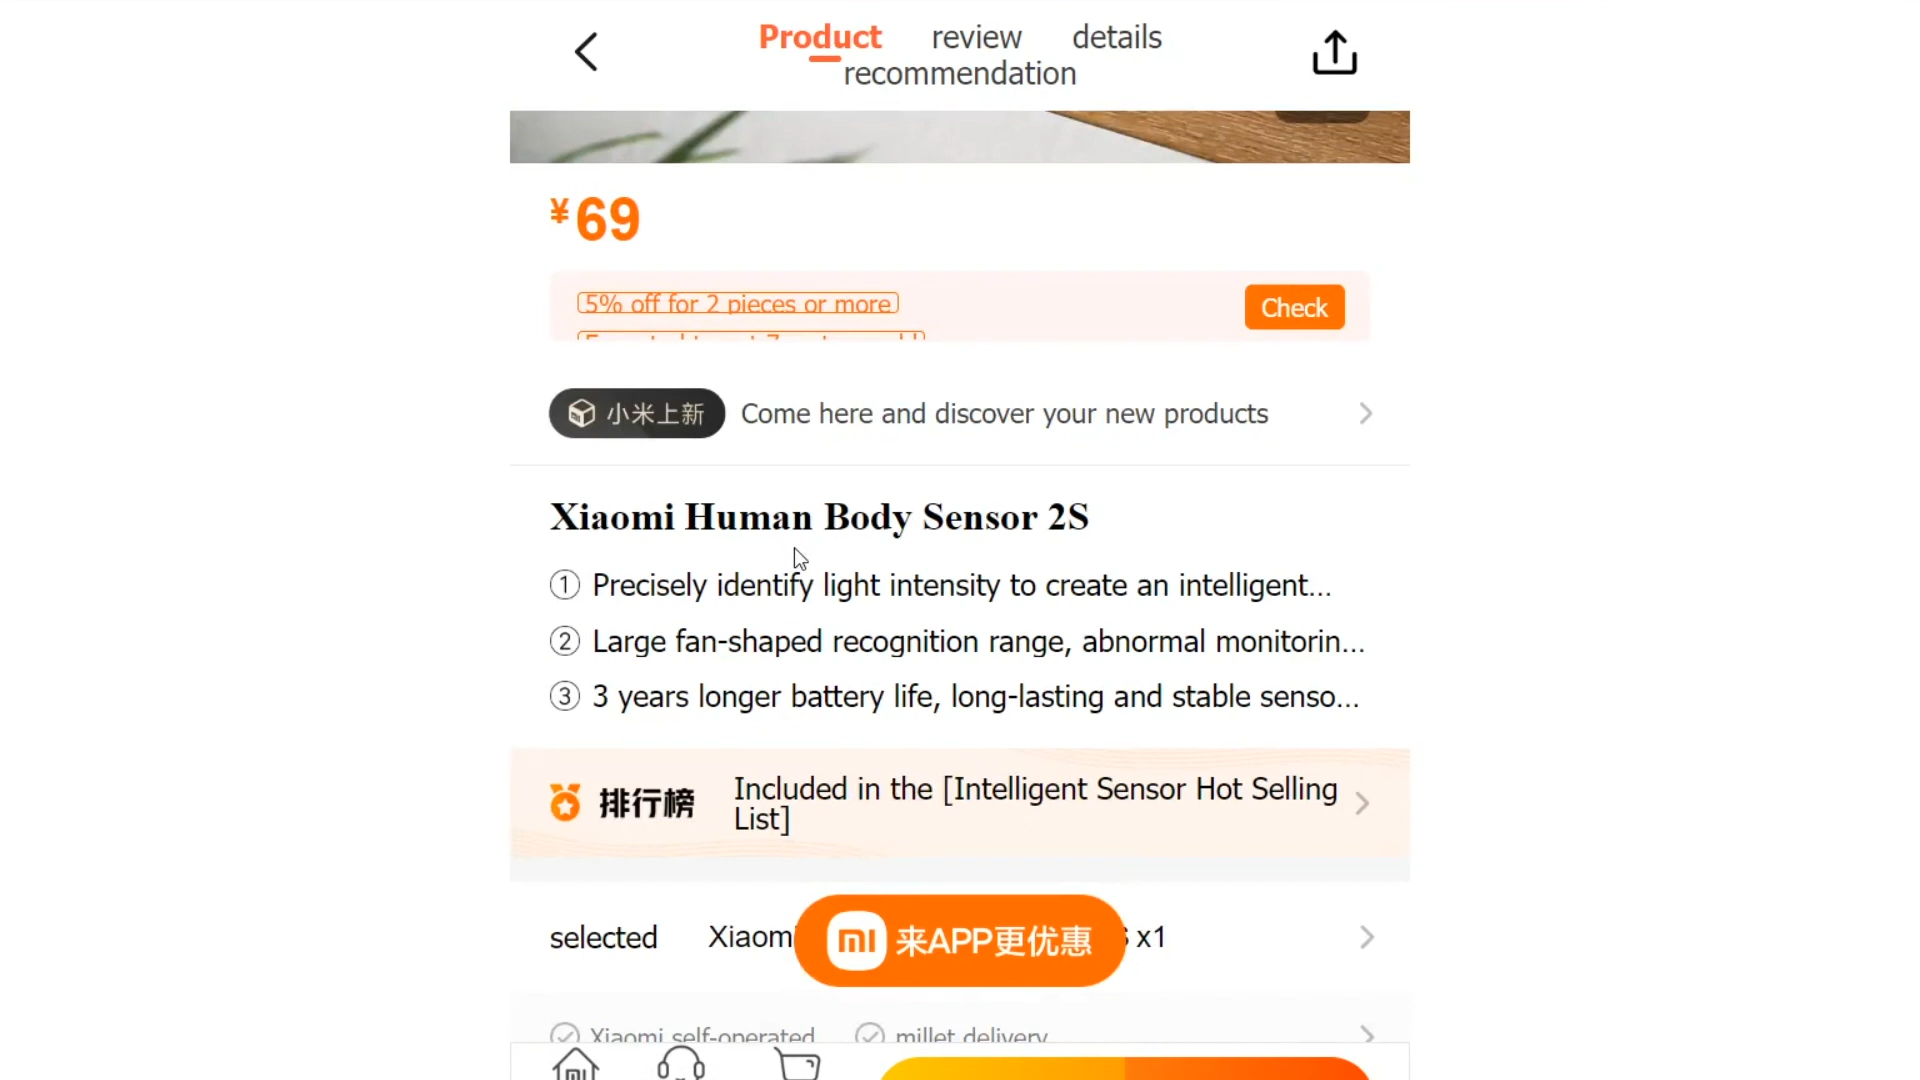 Product review details
recommendation
¥69
5% off for 2 pieces or more
Check
小米上新 Come here and discover your new products
Xiaomi Human Body Sensor 2S
① Precisely identify light intensity to create an intelligent...
② Large fan-shaped recognition range, abnormal monitorin...
③ 3 years longer battery life, long-lasting and stable senso...
排行榜 Included in the [Intelligent Sensor Hot Selling
List]
selected Xiaomi
来APP更优惠
x1
Xiaomi self-operated millet delivery